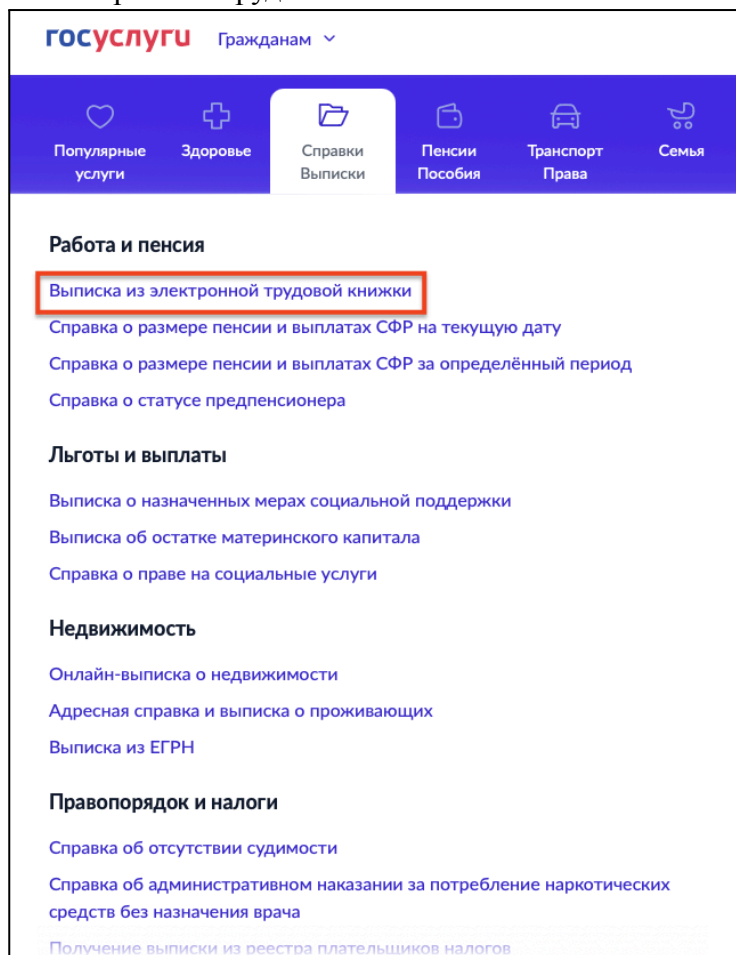 госуслуги Гражданам
Популярные услуги
Здоровье
Справки Выписки
Пенсии Пособия
Транспорт Права
Семья
Работа и пенсия
Выписка из электронной трудовой книжки
Справка о размере пенсии и выплатах СФР на текущую дату
Справка о размере пенсии и выплатах СФР за определённый период
Справка о статусе предпенсионера
Льготы и выплаты
Выписка о назначенных мерах социальной поддержки
Выписка об остатке материнского капитала
Справка о праве на социальные услуги
Недвижимость
Онлайн-выписка о недвижимости
Адресная справка и выписка о проживающих
Выписка из ЕГРН
Правопорядок и налоги
Справка об отсутствии судимости
Справка об административном наказании за потребление наркотических
средств без назначения врача
Получение выписки из реестра плательщиков налогов